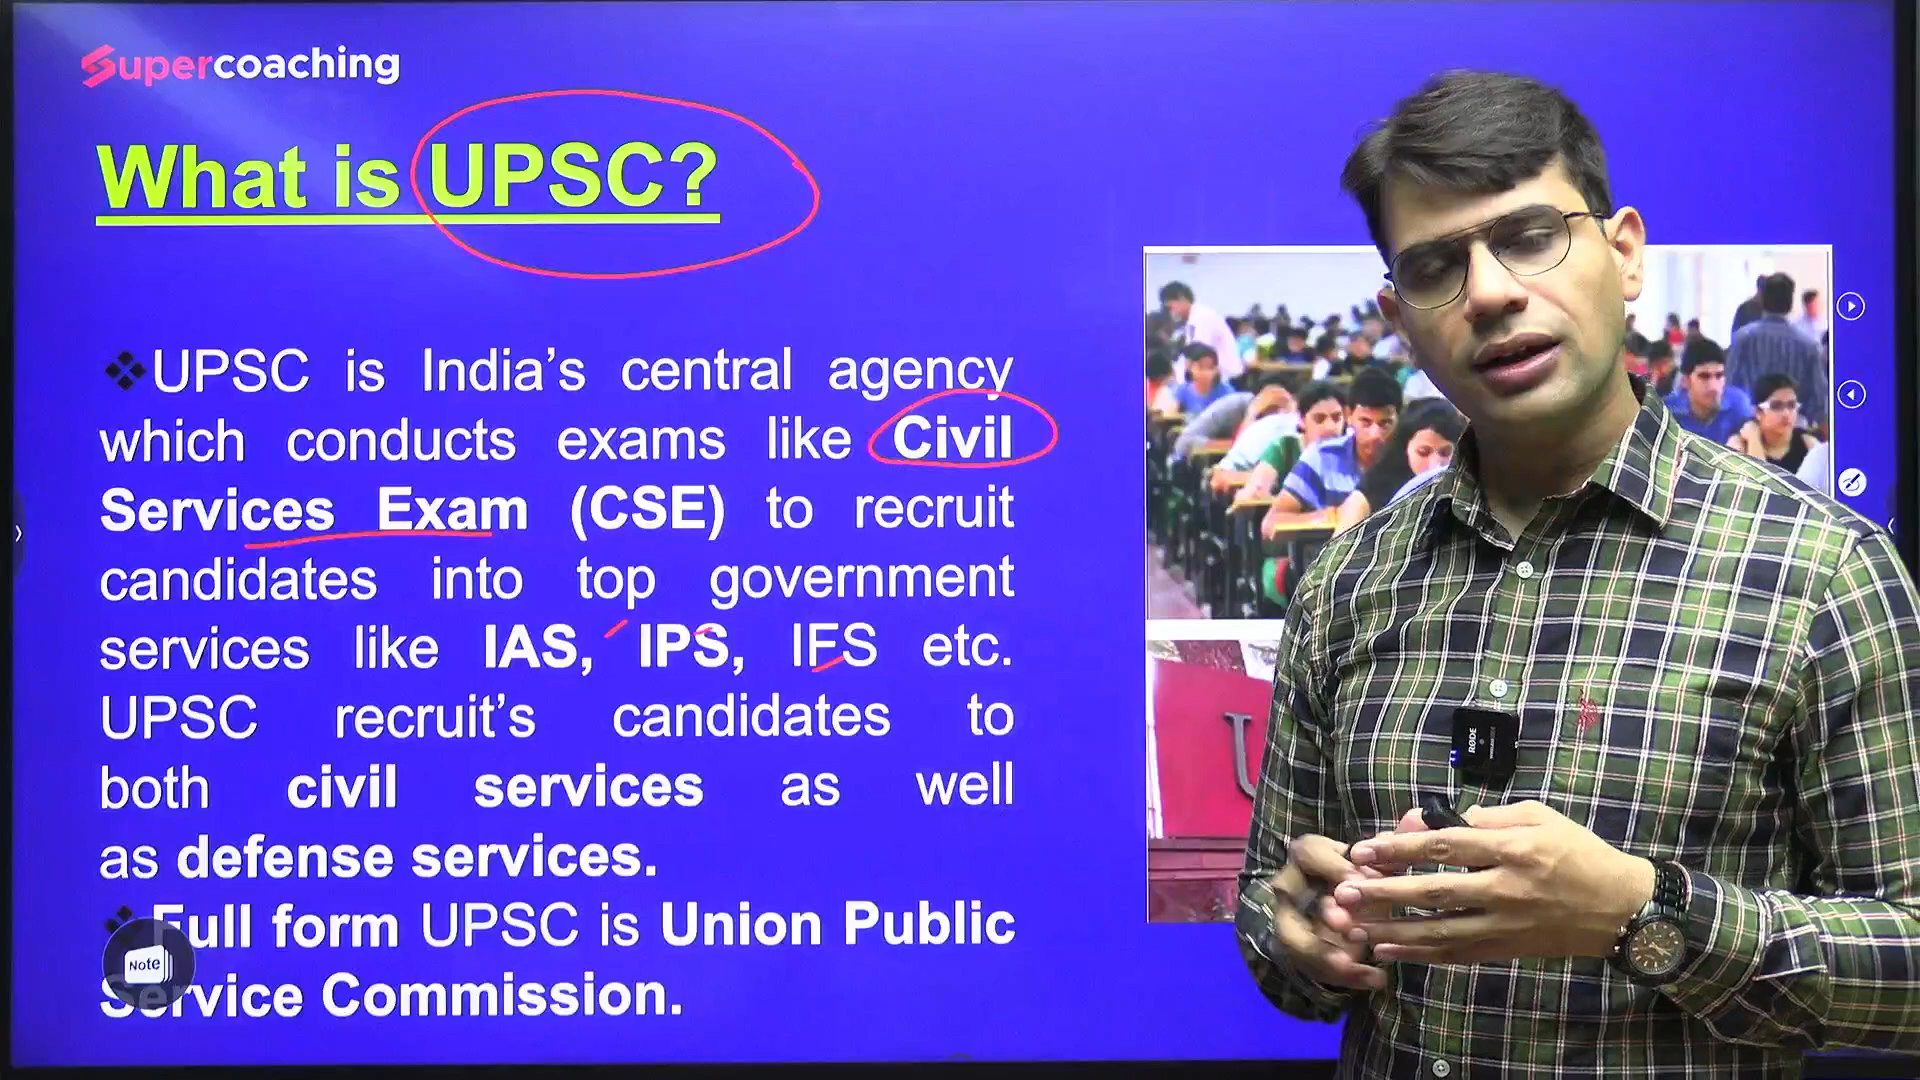 Supercoaching
What is UPSC?
❖UPSC is India's central agency
which conducts exams like Civil
Services Exam (CSE) to recruit
candidates into top government
services like IAS, IPS, IFS etc.
UPSC recruit's candidates to
both civil services as well
as defense services.
❖ Full form UPSC is Union Public
Service Commission.
Note
U
RØDE